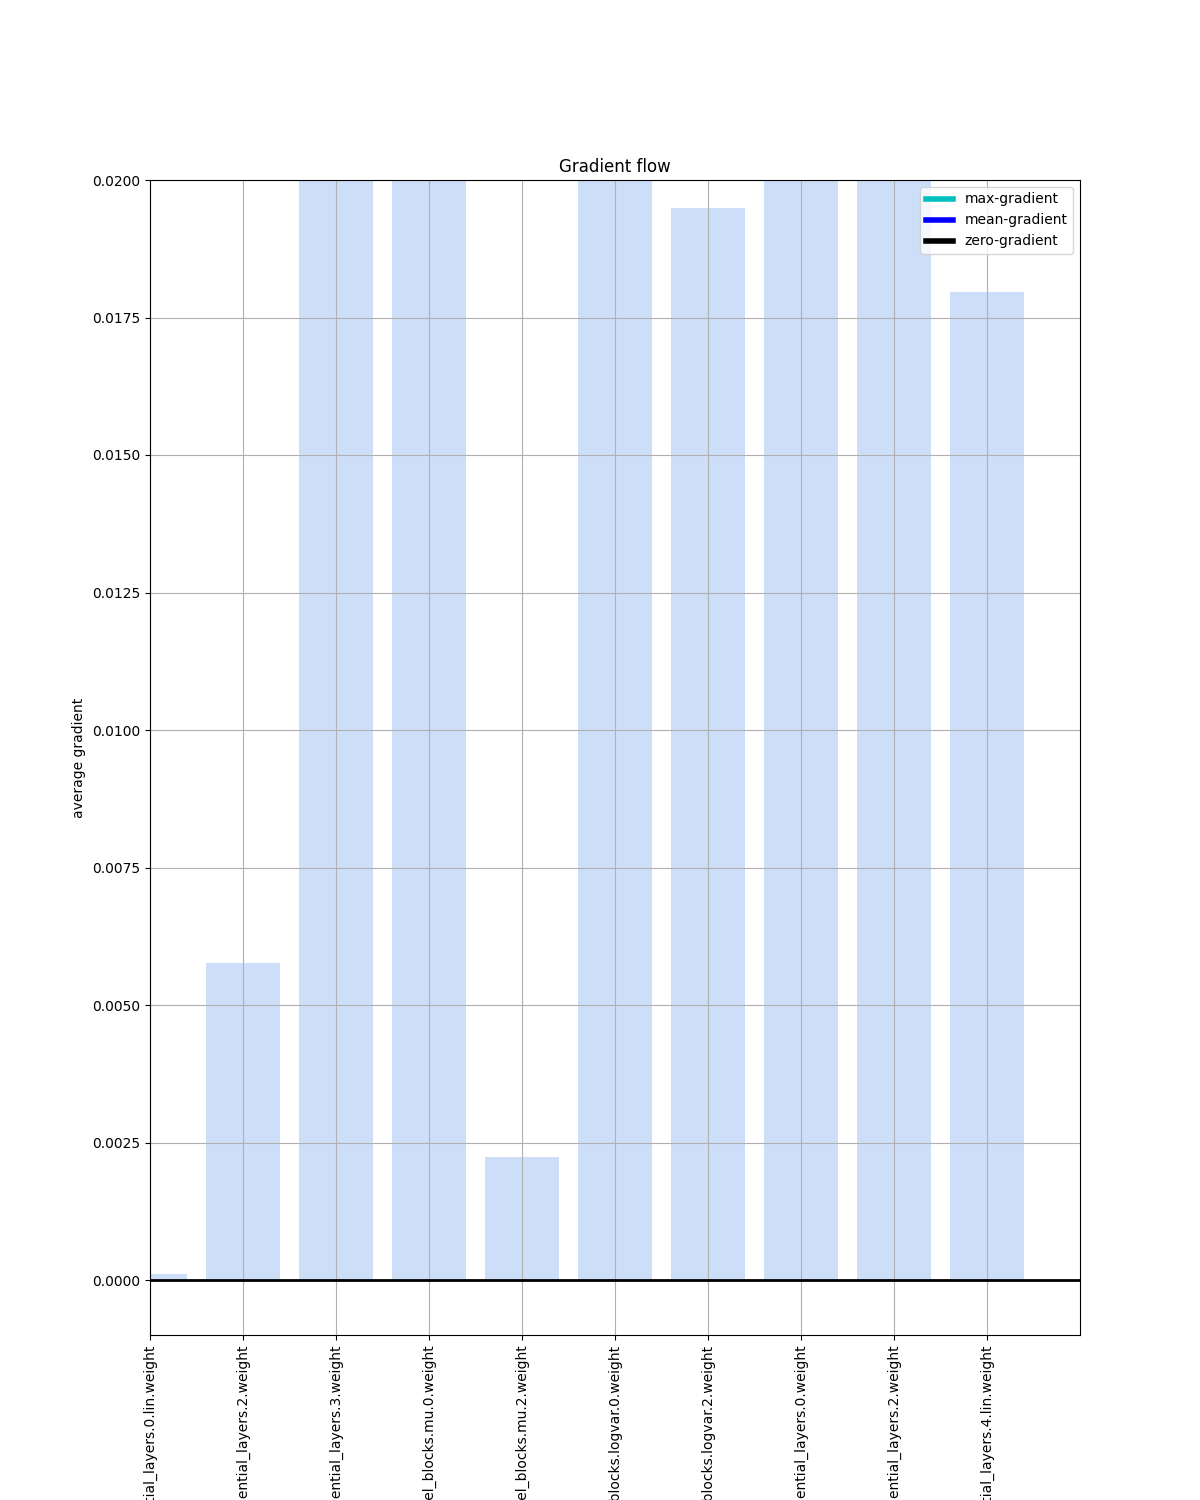 Gradient flow
max-gradient
mean-gradient
zero-gradient
0.0200
0.0175
0.0150
0.0125
0.0100
0.0075
0.0050
0.0025
0.0000
average gradient
tial_layers.0.lin.weight
ential_layers.2.weight
ential_layers.3.weight
el_blocks.mu.0.weight
el_blocks.mu.2.weight
blocks.logvar.0.weight
blocks.logvar.2.weight
ential_layers.0.weight
ential_layers.2.weight
tial_layers.4.lin.weight